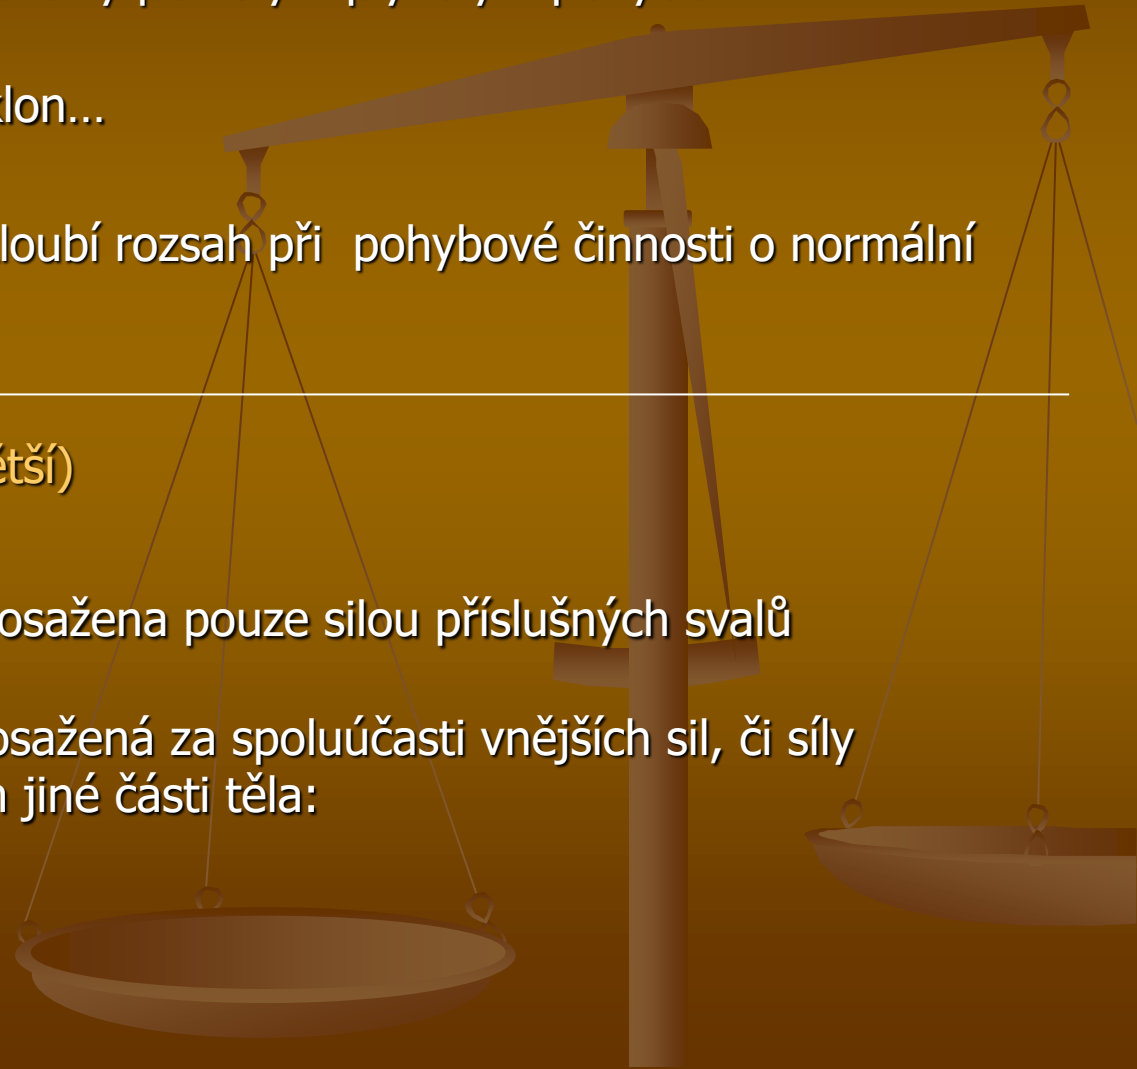 klon…
loubí rozsah při pohybové činnosti o normální
ětší)
osažena pouze silou příslušných svalů
osažená za spoluúčasti vnějších sil, či síly
jiné části těla: